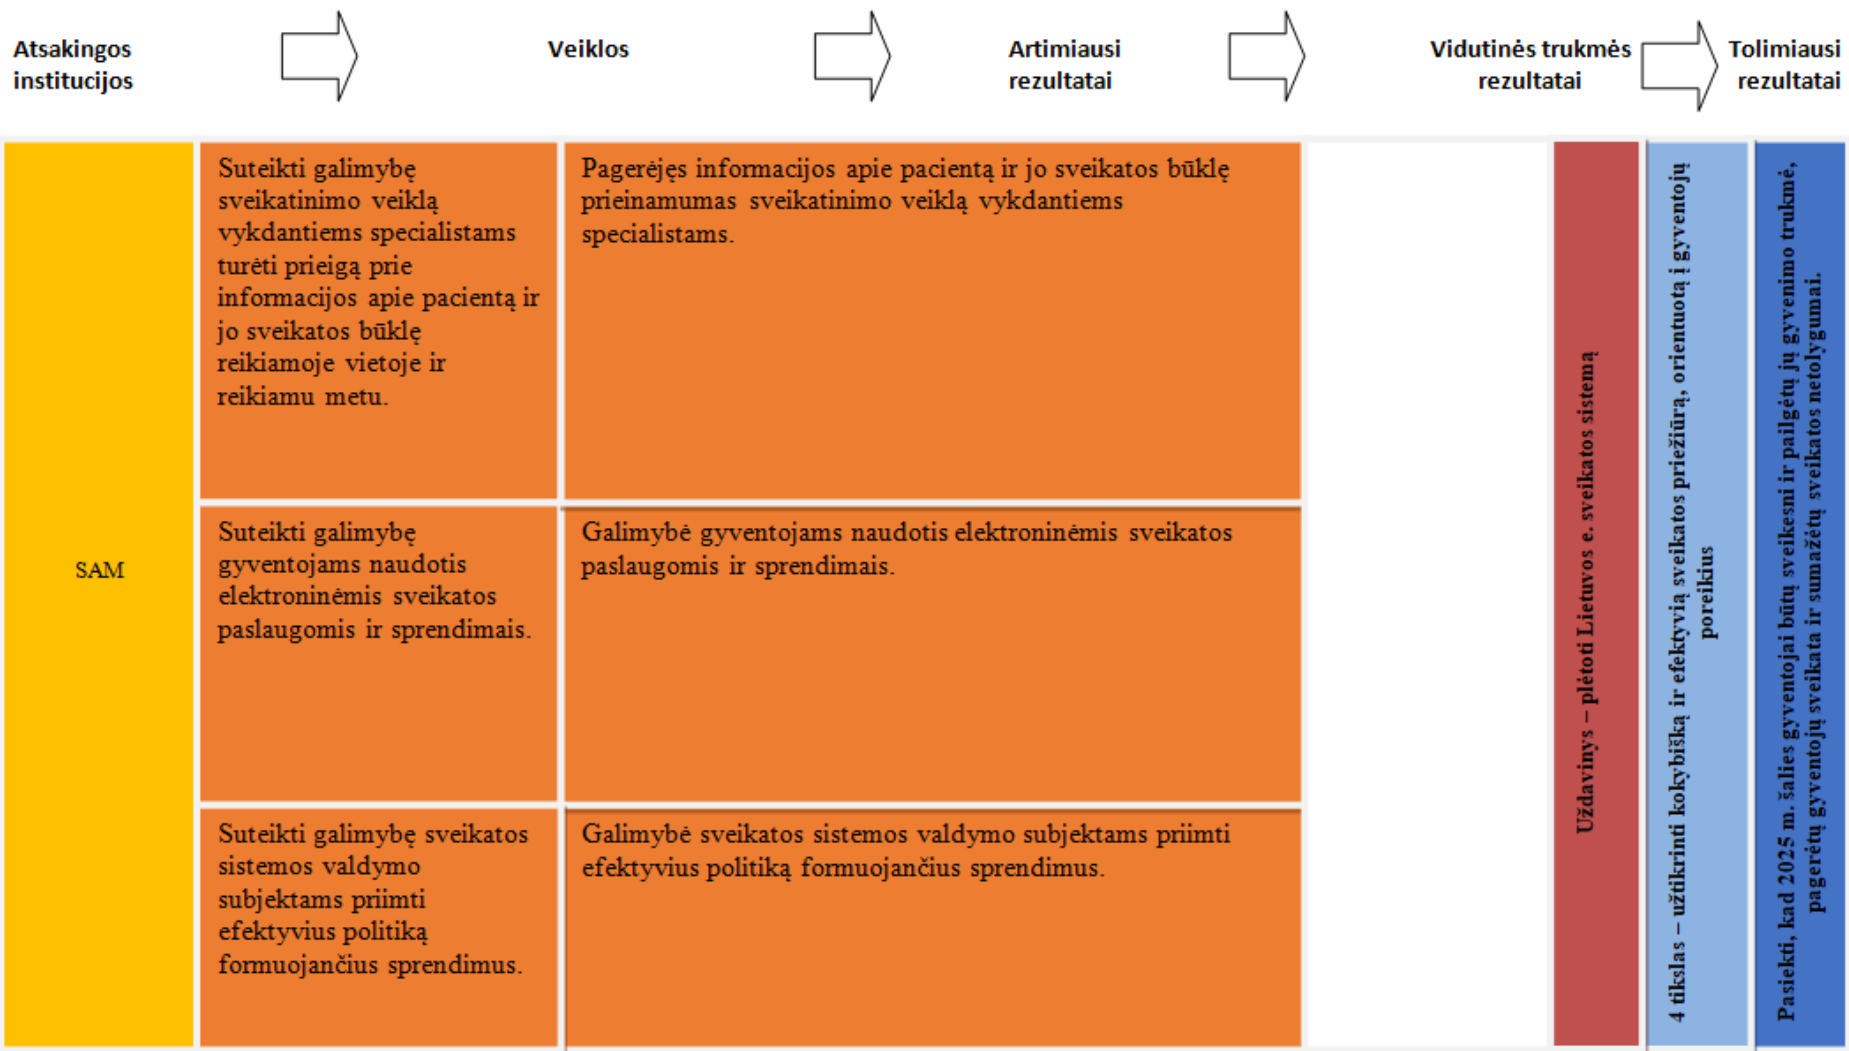 Atsakingos
institucijos
Veiklos
Artimiausi
rezultatai
Vidutinės trukmės
rezultatai
Tolimiausi
rezultatai
SAM
Suteikti galimybę
sveikatinimo veiklą
vykdantiems specialistams
turėti prieigą prie
informacijos apie pacientą ir
jo sveikatos būklę
reikiamoje vietoje ir
reikiamu metu.
Pagerėjęs informacijos apie pacientą ir jo sveikatos būklę
prieinamumas sveikatinimo veiklą vykdantiems
specialistams.
Suteikti galimybę
gyventojams naudotis
elektroninėmis sveikatos
paslaugomis ir sprendimais.
Galimybė gyventojams naudotis elektroninėmis sveikatos
paslaugomis ir sprendimais.
Suteikti galimybę sveikatos
sistemos valdymo
subjektams priimti
efektyvius politiką
formuojančius sprendimus.
Galimybė sveikatos sistemos valdymo subjektams priimti
efektyvius politiką formuojančius sprendimus.
Uždavinys – plėtoti Lietuvos e. sveikatos sistemą
4 tikslas – užtikrinti kokybišką ir efektyvią sveikatos priežiūrą, orientuotą į gyventojų
poreikius
Pasiekti, kad 2025 m. šalies gyventojai būtų sveikesni ir pailgėtų jų gyvenimo trukmė,
pagerėtų gyventojų sveikata ir sumažėtų sveikatos netolygumai.